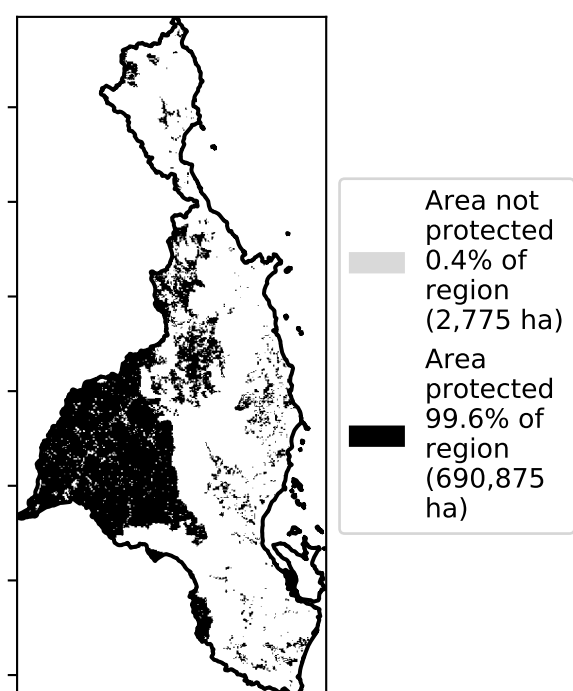 Area not
protected
0.4% of
region
(2,775 ha)
Area
protected
99.6% of
region
(690,875
ha)